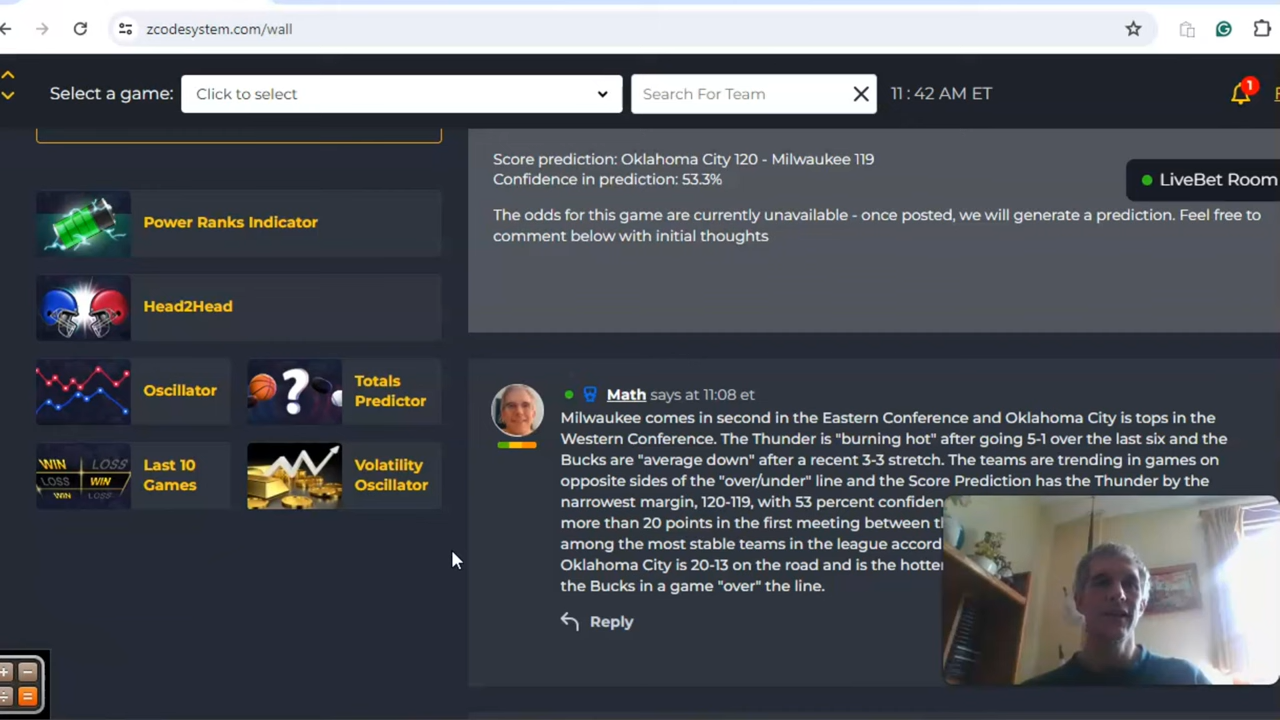 zcodesystem.com/wall
Select a game:
Click to select
Search For Team
11 : 42 AM ET
1
Score prediction: Oklahoma City 120 - Milwaukee 119
Confidence in prediction: 53.3%
LiveBet Room
The odds for this game are currently unavailable - once posted, we will generate a prediction. Feel free to
comment below with initial thoughts
Power Ranks Indicator
Head2Head
Oscillator
?
Totals
Predictor
WIN LOSS
LOSS WIN
WIN LOSS
Last 10
Games
Volatility
Oscillator
Math says at 11:08 et
Milwaukee comes in second in the Eastern Conference and Oklahoma City is tops in the
Western Conference. The Thunder is "burning hot" after going 5-1 over the last six and the
Bucks are "average down" after a recent 3-3 stretch. The teams are trending in games on
opposite sides of the "over/under" line and the Score Prediction has the Thunder by the
narrowest margin, 120-119, with 53 percent
more than 20 points in the first meeting between
among the most stable teams in the league
Oklahoma City is 20-13 on the road and is the
the Bucks in a game "over" the line.
Reply